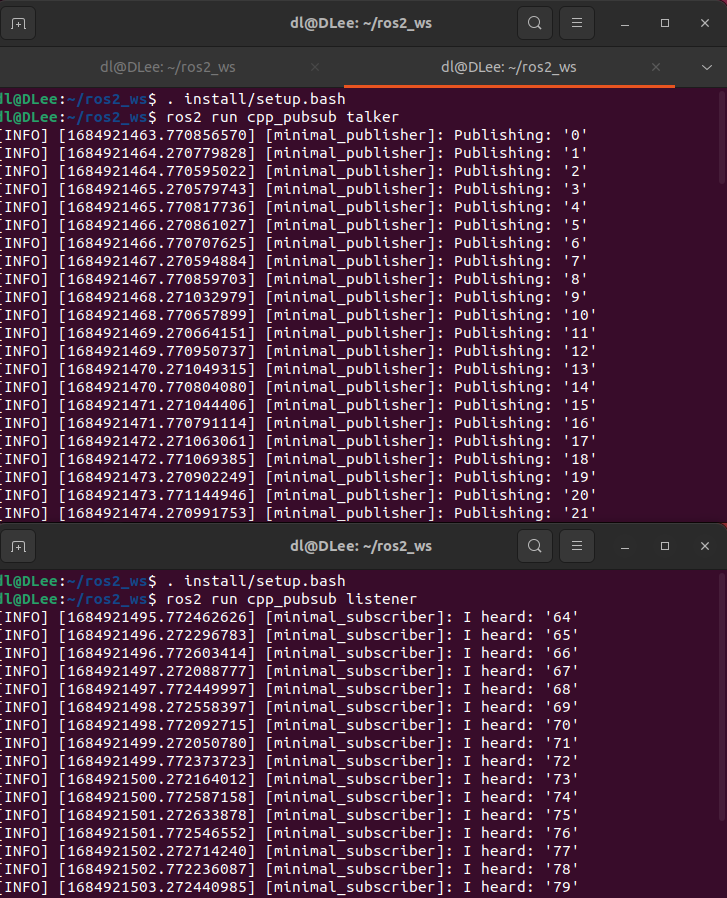 dl@DLee: ~/ros2_ws
dl@DLee: ~/ros2_ws dl@DLee: ~/ros2_ws
dl@DLee:~/ros2_ws$ . install/setup.bash
dl@DLee:~/ros2_ws$ ros2 run cpp_pubsub talker
[INFO] [1684921463.770856570] [minimal_publisher]: Publishing: '0'
[INFO] [1684921464.270779828] [minimal_publisher]: Publishing: '1'
[INFO] [1684921464.770595022] [minimal_publisher]: Publishing: '2'
[INFO] [1684921465.270579743] [minimal_publisher]: Publishing: '3'
[INFO] [1684921465.770817736] [minimal_publisher]: Publishing: '4'
[INFO] [1684921466.270861027] [minimal_publisher]: Publishing: '5'
[INFO] [1684921466.770707625] [minimal_publisher]: Publishing: '6'
[INFO] [1684921467.270594884] [minimal_publisher]: Publishing: '7'
[INFO] [1684921467.770859703] [minimal_publisher]: Publishing: '8'
[INFO] [1684921468.271032979] [minimal_publisher]: Publishing: '9'
[INFO] [1684921468.770657899] [minimal_publisher]: Publishing: '10'
[INFO] [1684921469.270664151] [minimal_publisher]: Publishing: '11'
[INFO] [1684921469.770950737] [minimal_publisher]: Publishing: '12'
[INFO] [1684921470.271049315] [minimal_publisher]: Publishing: '13'
[INFO] [1684921470.770804080] [minimal_publisher]: Publishing: '14'
[INFO] [1684921471.271044406] [minimal_publisher]: Publishing: '15'
[INFO] [1684921471.770791114] [minimal_publisher]: Publishing: '16'
[INFO] [1684921472.271063061] [minimal_publisher]: Publishing: '17'
[INFO] [1684921472.771069385] [minimal_publisher]: Publishing: '18'
[INFO] [1684921473.270902249] [minimal_publisher]: Publishing: '19'
[INFO] [1684921473.771144946] [minimal_publisher]: Publishing: '20'
[INFO] [1684921474.270991753] [minimal_publisher]: Publishing: '21'
dl@DLee: ~/ros2_ws
dl@DLee:~/ros2_ws$ . install/setup.bash
dl@DLee:~/ros2_ws$ ros2 run cpp_pubsub listener
[INFO] [1684921495.772462626] [minimal_subscriber]: I heard: '64'
[INFO] [1684921496.272296783] [minimal_subscriber]: I heard: '65'
[INFO] [1684921496.772603414] [minimal_subscriber]: I heard: '66'
[INFO] [1684921497.272088777] [minimal_subscriber]: I heard: '67'
[INFO] [1684921497.772449997] [minimal_subscriber]: I heard: '68'
[INFO] [1684921498.272558397] [minimal_subscriber]: I heard: '69'
[INFO] [1684921498.772092715] [minimal_subscriber]: I heard: '70'
[INFO] [1684921499.272050780] [minimal_subscriber]: I heard: '71'
[INFO] [1684921499.772373723] [minimal_subscriber]: I heard: '72'
[INFO] [1684921500.272164012] [minimal_subscriber]: I heard: '73'
[INFO] [1684921500.772587158] [minimal_subscriber]: I heard: '74'
[INFO] [1684921501.272633878] [minimal_subscriber]: I heard: '75'
[INFO] [1684921501.772546552] [minimal_subscriber]: I heard: '76'
[INFO] [1684921502.272714240] [minimal_subscriber]: I heard: '77'
[INFO] [1684921502.772236087] [minimal_subscriber]: I heard: '78'
[INFO] [1684921503.272440985] [minimal_subscriber]: I heard: '79'